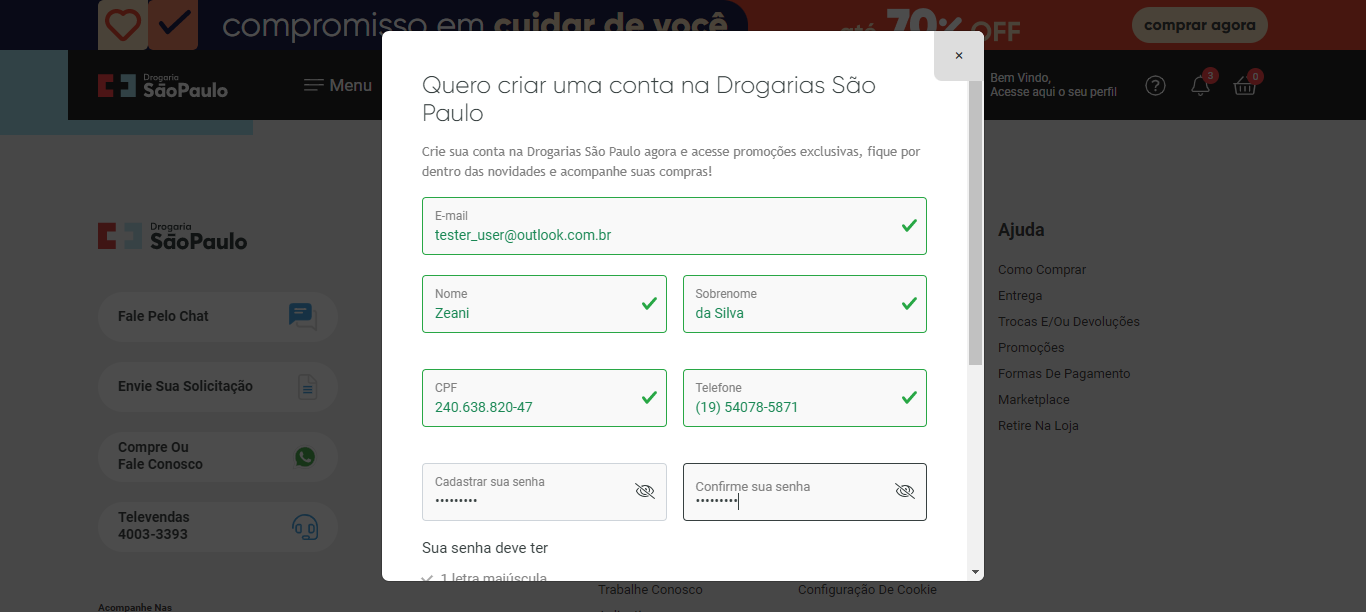 compromisso em cuidar de você
até 70% OFF
comprar agora
×
Drogaria
SãoPaulo
Menu
Bem Vindo,
Acesse aqui o seu perfil
?
3
0
Quero criar uma conta na Drogarias São
Paulo
Crie sua conta na Drogarias São Paulo agora e acesse promoções exclusivas, fique por
dentro das novidades e acompanhe suas compras!
E-mail
tester_user@outlook.com.br
Nome
Zeani
Sobrenome
da Silva
CPF
240.638.820-47
Telefone
(19) 54078-5871
Cadastrar sua senha
•••••••••
Confirme sua senha
•••••••••
Sua senha deve ter
1 letra maiúscula
Drogaria
SãoPaulo
Fale Pelo Chat
Envie Sua Solicitação
Compre Ou
Fale Conosco
Televendas
4003-3393
Acompanhe Nas
Ajuda
Como Comprar
Entrega
Trocas E/Ou Devoluções
Promoções
Formas De Pagamento
Marketplace
Retire Na Loja
Trabalhe Conosco
Configuração De Cookie